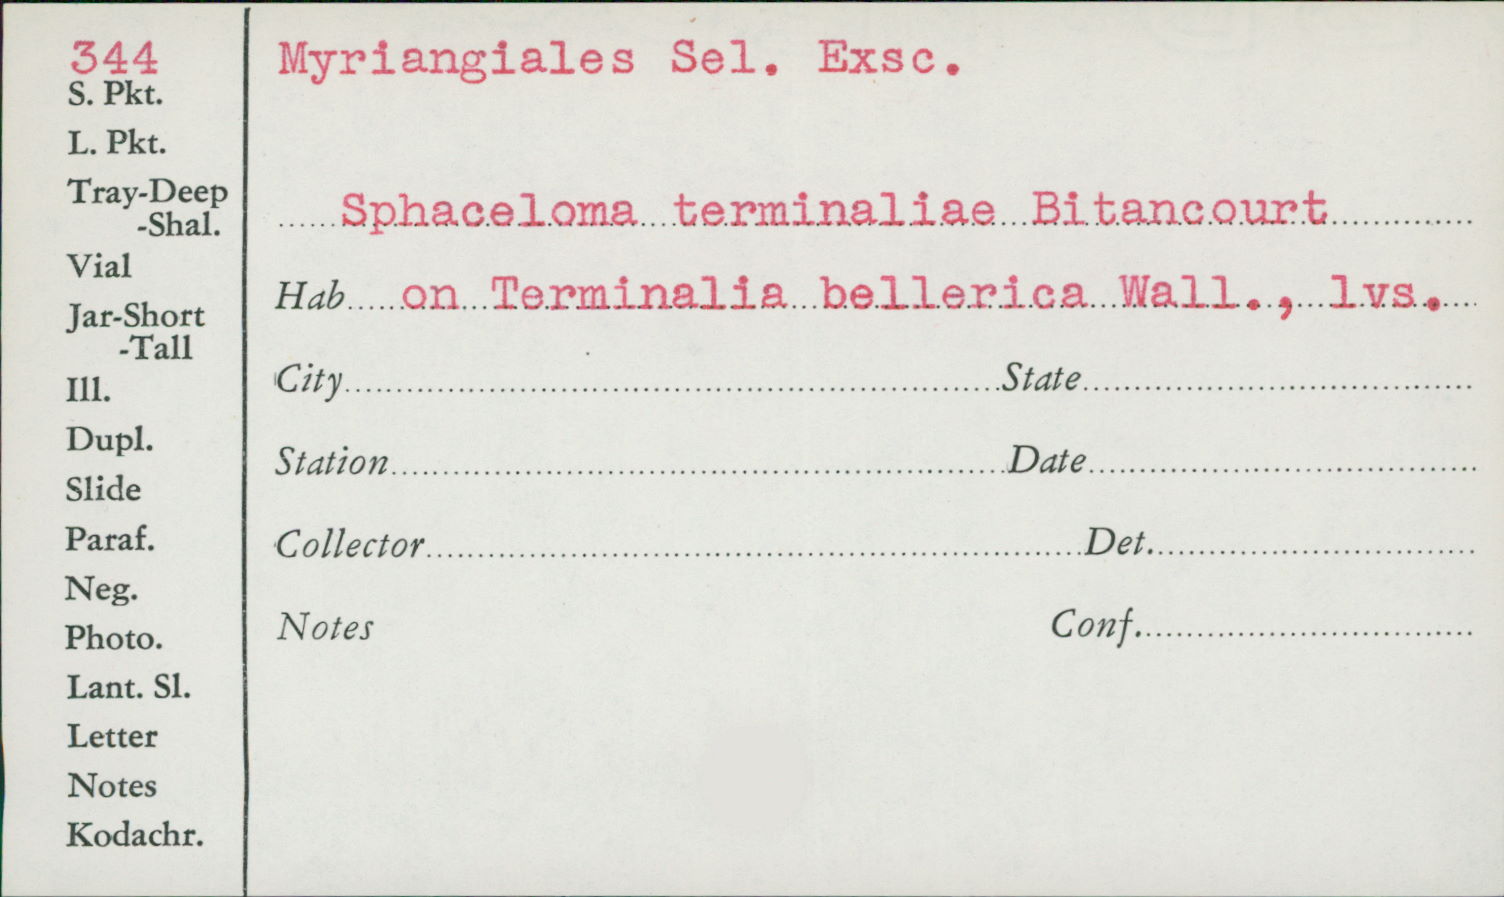 344
S. Pkt.
L. Pkt.
Tray-Deep
-Shal.
Vial
Jar-Short
-Tall
Ill.
Dupl.
Slide
Paraf.
Neg.
Photo.
Lant. Sl.
Letter
Notes
Kodachr.
Myriangiales Sel. Exsc.
Sphaceloma terminaliae Bitancourt
Hab on Terminalia bellerica Wall., lvs.
City State
Station Date
Collector Det.
Notes Conf.